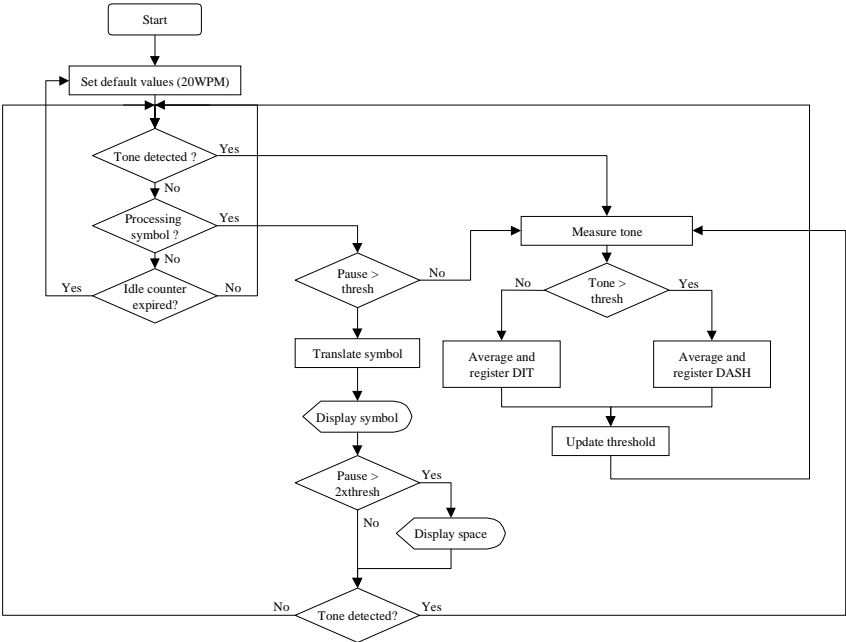 Start
Set default values (20WPM)
Tone detected ?
Yes
No
Processing
symbol ?
Yes
No
Idle counter
expired?
Yes
No
Pause >
thresh
No
Measure tone
Tone >
thresh
No
Yes
Translate symbol
Average and
register DIT
Average and
register DASH
Display symbol
Update threshold
Pause >
2xthresh
Yes
No
Display space
Tone detected?
No
Yes